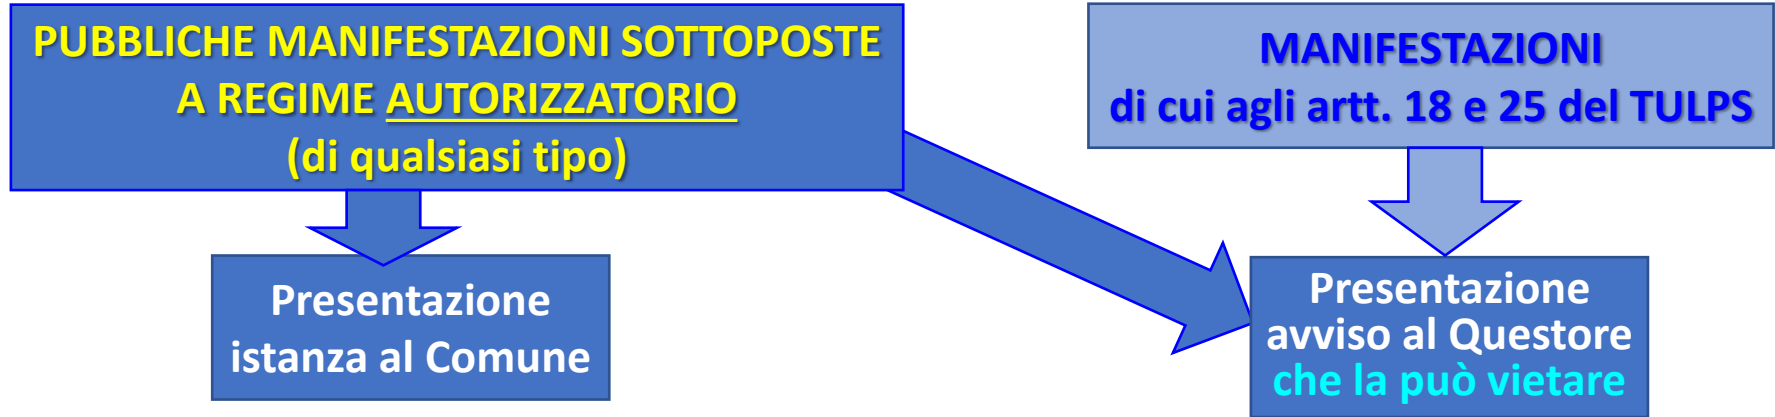 PUBBLICHE MANIFESTAZIONI SOTTOPOSTE
A REGIME AUTORIZZATORIO
(di qualsiasi tipo)
MANIFESTAZIONI
di cui agli artt. 18 e 25 del TULPS
Presentazione
istanza al Comune
Presentazione
avviso al Questore
che la può vietare